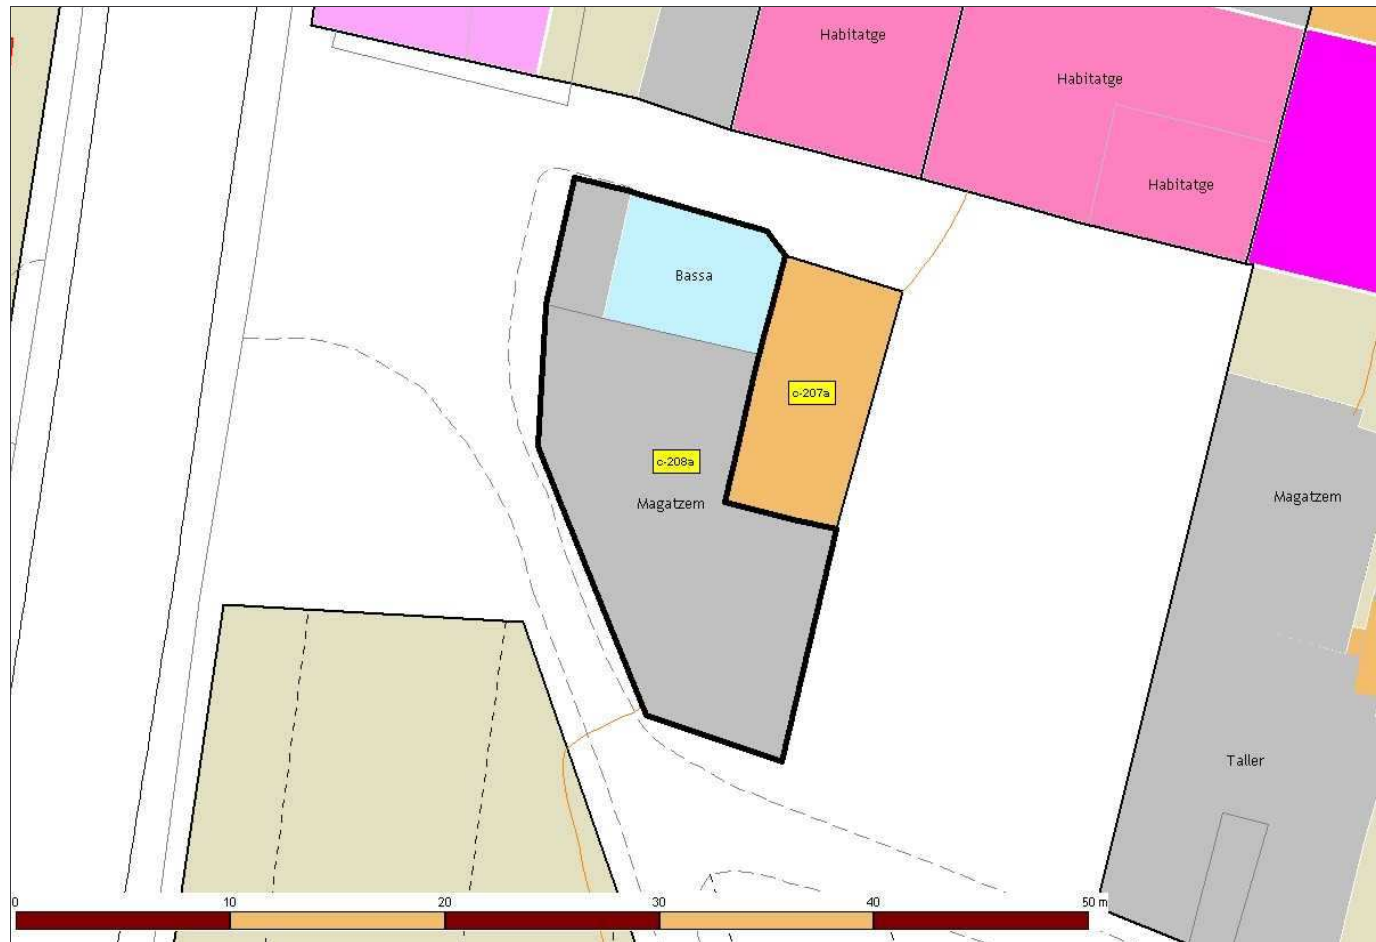 Habitatge
Habitatge
Habitatge
Bassa
c-207a
c-208a
Magatzem
Magatzem
Taller
0 10 20 30 40 50 m